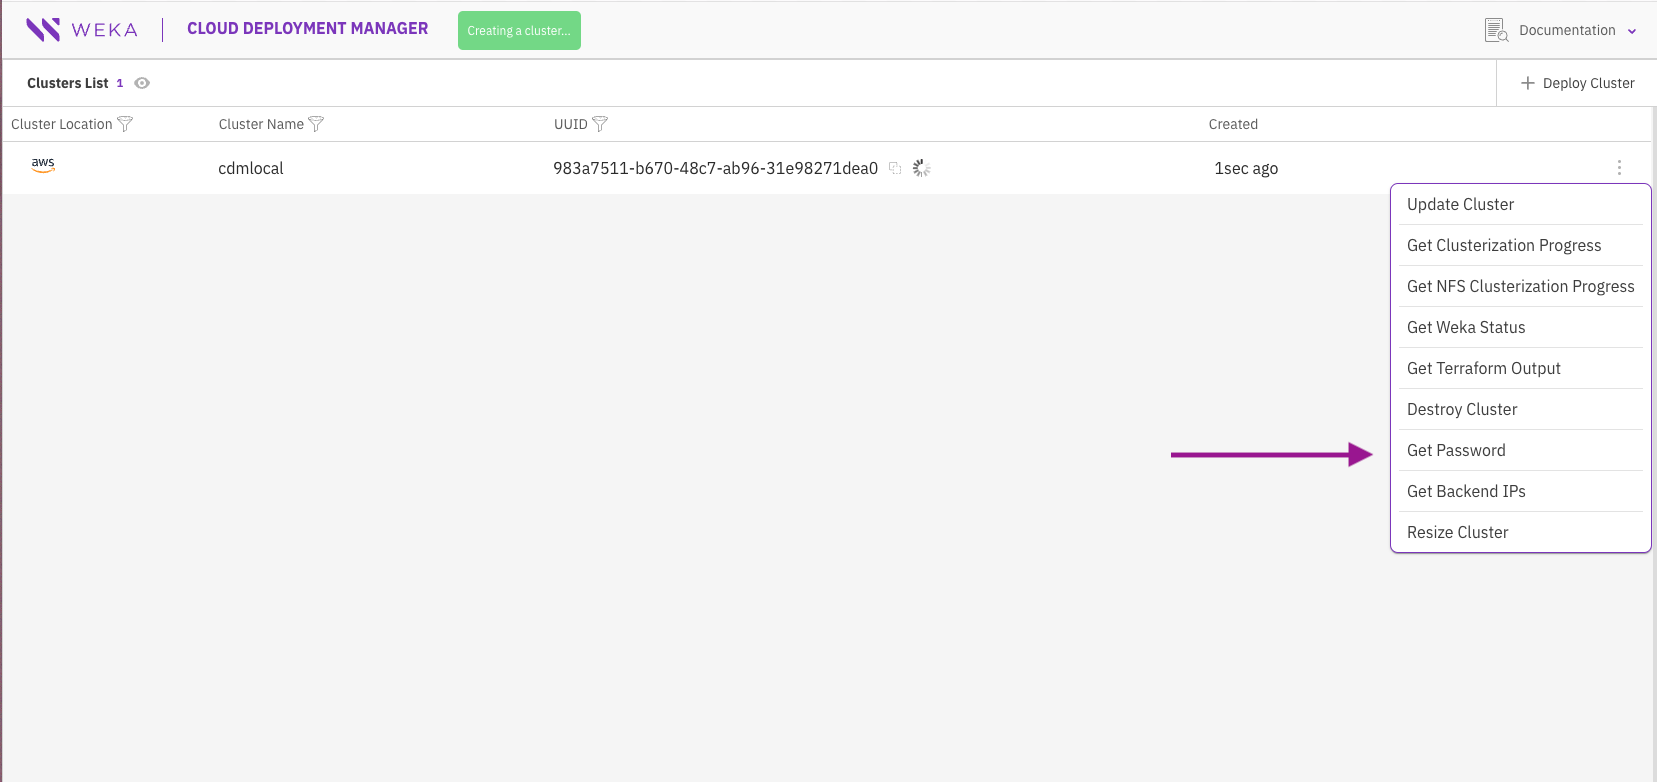 WEKA
CLOUD DEPLOYMENT MANAGER
Creating a cluster...
Documentation
Clusters List 1
Deploy Cluster
Cluster Location Cluster Name UUID Created
aws cdmlocal 983a7511-b670-48c7-ab96-31e98271dea0 1sec ago
Update Cluster
Get Clusterization Progress
Get NFS Clusterization Progress
Get Weka Status
Get Terraform Output
Destroy Cluster
Get Password
Get Backend IPs
Resize Cluster